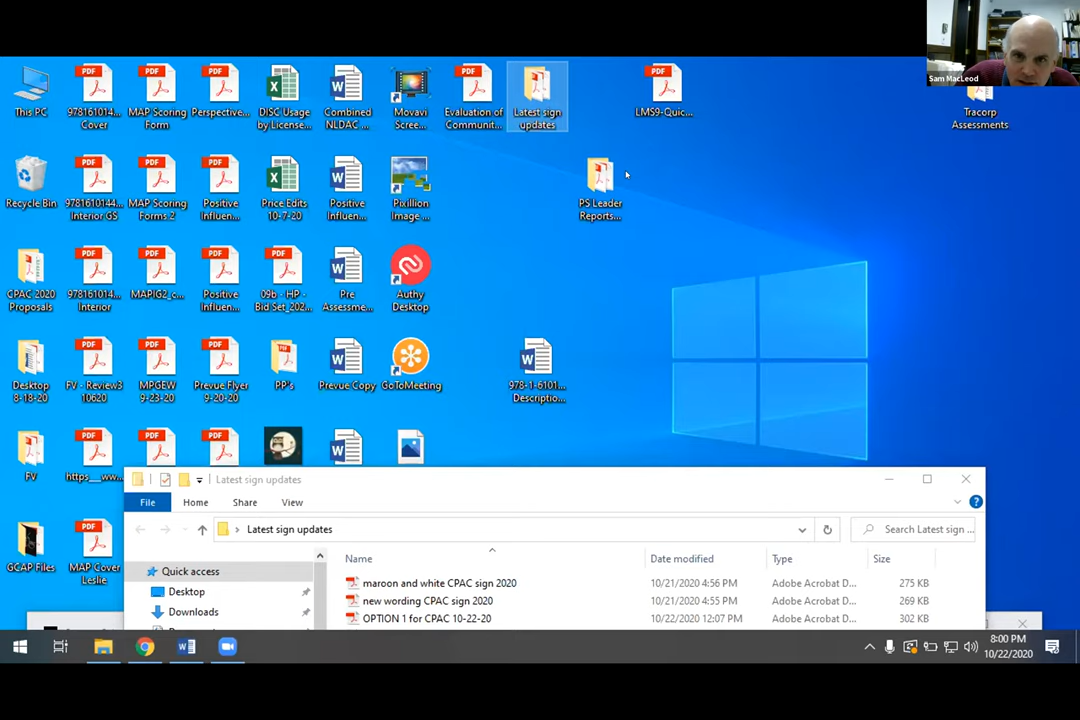 Sam MacLeod
This PC
PDF
978161014...
Cover
PDF
MAP Scoring
Form
PDF
Perspective...
DISC Usage
by License...
Combined
NLDAC ...
Movavi
Scree...
PDF
Evaluation of
Communit...
Latest sign
updates
PDF
LMS9-Quic...
Tracorp
Assessments
Recycle Bin
PDF
9781610144...
Interior GS
PDF
MAP Scoring
Forms 2
PDF
Positive
Influen...
Price Edits
10-7-20
Positive
Influen...
Pixillion
Image ...
PS Leader
Reports...
CPAC 2020
Proposals
PDF
978161014...
Interior
PDF
MAPIG2_c...
PDF
Positive
Influen...
PDF
09b - HP -
Bid Set_202...
Pre
Assessme...
Authy
Desktop
Desktop
8-18-20
PDF
FV - Review3
10620
PDF
MPGEW
9-23-20
PDF
Prevue Flyer
9-20-20
PP's
Prevue Copy
GoToMeeting
978-1-6101...
Descriptio...
FV
PDF
https___ww...
PDF
PDF
GCAP Files
PDF
MAP Cover
Leslie
Latest sign updates
File Home Share View
Latest sign updates
Search Latest sign ...
Name Date modified Type Size
Quick access
Desktop
Downloads
maroon and white CPAC sign 2020 10/21/2020 4:56 PM Adobe Acrobat D... 275 KB
new wording CPAC sign 2020 10/21/2020 4:55 PM Adobe Acrobat D... 269 KB
OPTION 1 for CPAC 10-22-20 10/22/2020 12:07 PM Adobe Acrobat D... 302 KB
8:00 PM
10/22/2020